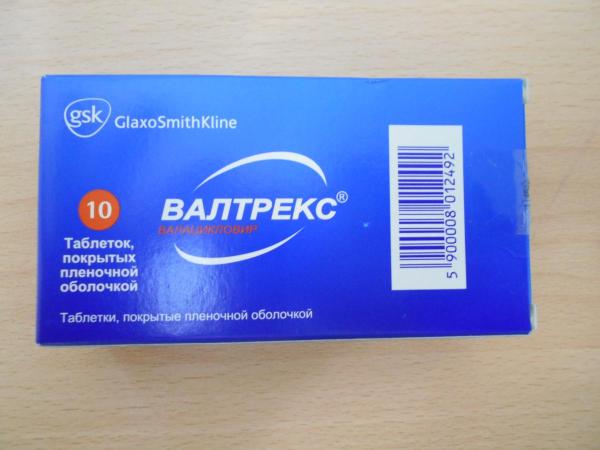 gsk
GlaxoSmithKline
10
Таблеток,
покрытых
пленочной
оболочкой
ВАЛТРЕКС®
ВАЛАЦИКЛОВИР
Таблетки, покрытые пленочной оболочкой
5 900008 012492